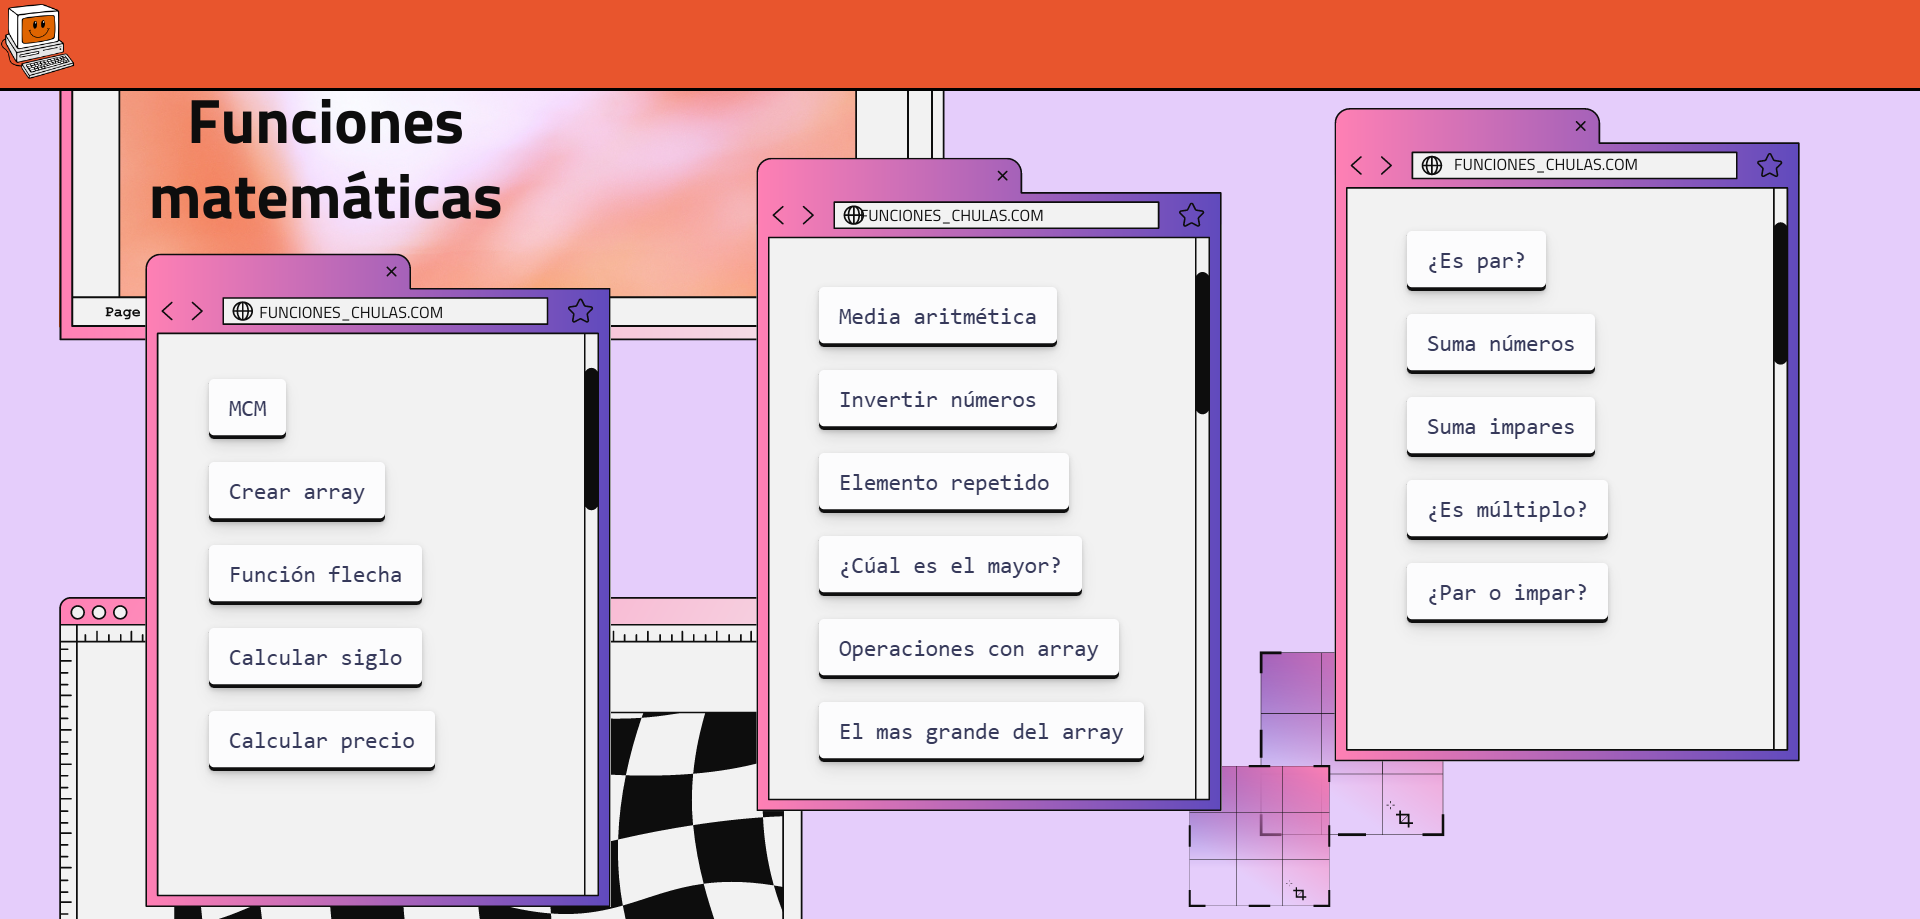 Funciones
matemáticas
Page
FUNCIONES_CHULAS.COM
MCM
Crear array
Función flecha
Calcular siglo
Calcular precio
FUNCIONES_CHULAS.COM
Media aritmética
Invertir números
Elemento repetido
¿Cúal es el mayor?
Operaciones con array
El mas grande del array
FUNCIONES_CHULAS.COM
¿Es par?
Suma números
Suma impares
¿Es múltiplo?
¿Par o impar?